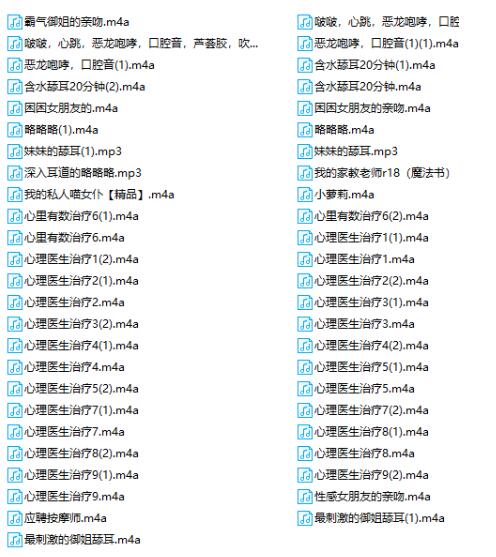 霸气御姐的亲吻.m4a
啵啵，心跳，恶龙咆哮，口腔
啵啵，心跳，恶龙咆哮，口腔音，芦荟胶，吹...
恶龙咆哮，口腔音(1)(1).m4a
恶龙咆哮，口腔音(1).m4a
含水舔耳20分钟(1).m4a
含水舔耳20分钟(2).m4a
含水舔耳20分钟.m4a
困困女朋友的.m4a
困困女朋友的亲吻.m4a
略略略(1).m4a
略略略.m4a
妹妹的舔耳(1).mp3
妹妹的舔耳.mp3
深入耳道的略略略.mp3
我的家教老师r18（魔法书）
我的私人喵女仆【精品】.m4a
小萝莉.m4a
心里有数治疗6(1).m4a
心里有数治疗6(2).m4a
心里有数治疗6.m4a
心理医生治疗1(1).m4a
心理医生治疗1(2).m4a
心理医生治疗1.m4a
心理医生治疗2(1).m4a
心理医生治疗2(2).m4a
心理医生治疗2.m4a
心理医生治疗3(1).m4a
心理医生治疗3(2).m4a
心理医生治疗3.m4a
心理医生治疗4(1).m4a
心理医生治疗4(2).m4a
心理医生治疗4.m4a
心理医生治疗5(1).m4a
心理医生治疗5(2).m4a
心理医生治疗5.m4a
心理医生治疗7(1).m4a
心理医生治疗7(2).m4a
心理医生治疗7.m4a
心理医生治疗8(1).m4a
心理医生治疗8(2).m4a
心理医生治疗8.m4a
心理医生治疗9(1).m4a
心理医生治疗9(2).m4a
心理医生治疗9.m4a
性感女朋友的亲吻.m4a
应聘按摩师.m4a
最刺激的御姐舔耳(1).m4a
最刺激的御姐舔耳.m4a